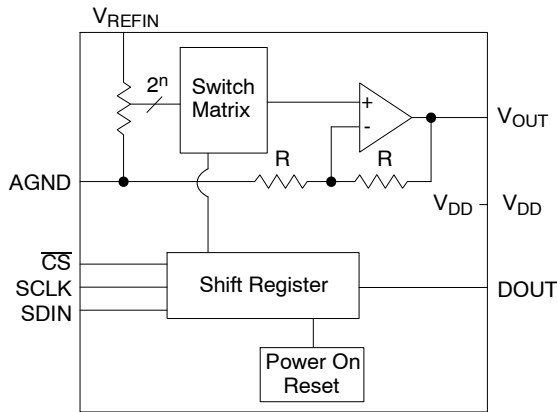 VREFIN
2ⁿ
Switch
Matrix
+
-
VOUT
R
R
AGND
VDD
VDD
CS
SCLK
SDIN
Shift Register
DOUT
Power On
Reset